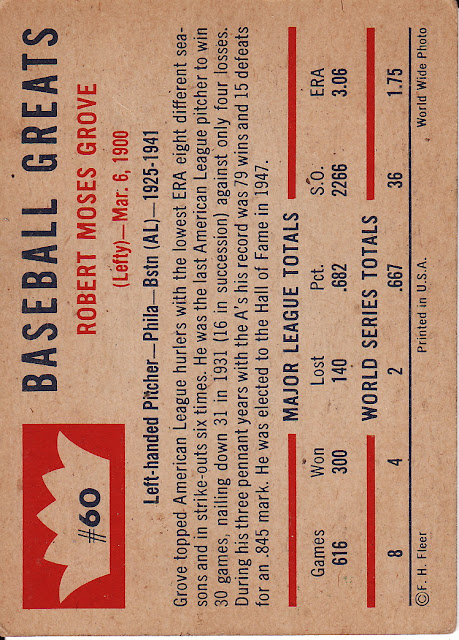 #60
BASEBALL GREATS
ROBERT MOSES GROVE
(Lefty)—Mar. 6, 1900
Left-handed Pitcher—Phila—Bstn (AL)—1925-1941
Grove topped American League hurlers with the lowest ERA eight different sea-
sons and in strike-outs six times. He was the last American League pitcher to win
30 games, nailing down 31 in 1931 (16 in succession) against only four losses.
During his three pennant years with the A's his record was 79 wins and 15 defeats
for an .845 mark. He was elected to the Hall of Fame in 1947.
MAJOR LEAGUE TOTALS
Games Won Lost Pct. S.O. ERA
616 300 140 .682 2266 3.06
WORLD SERIES TOTALS
8 4 2 .667 36 1.75
©F. H. Fleer Printed in U.S.A. World Wide Photo